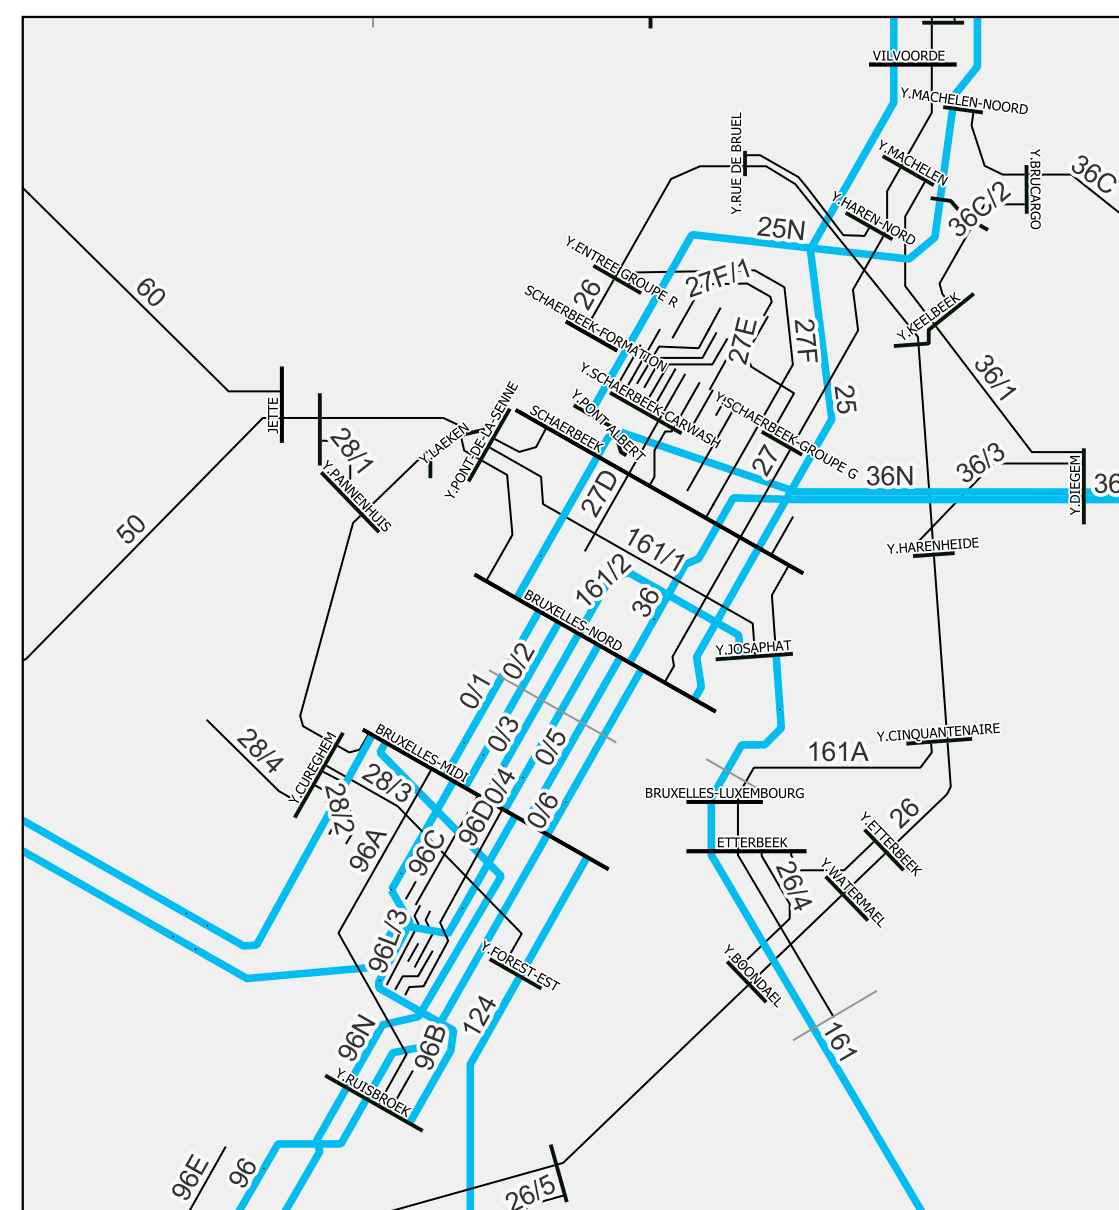 VILVOORDE
Y.MACHELEN-NOORD
Y.RUE DE BRUEL
Y.MACHELEN
Y.BRUCARGO
36C
36C/2
Y.HAREN-NORD
25N
Y.ENTREE GROUPE R
27F/1
60
26
SCHAERBEEK-FORMATION
Y.KEELBEEK
27E
27F
36/1
Y.SCHAERBEEK-CARWASH
25
JETTE
Y.PONT-DE-LA-SENNE
Y.PONT-ALBERT
Y.SCHAERBEEK-GROUPE G
SCHAERBEEK
Y.LAEKEN
28/1
Y.PANNENHUIS
27
36/3
36N
Y.DIEGEM
36
27D
50
161/1
Y.HARENHEIDE
161/2
36
BRUXELLES-NORD
Y.JOSAPHAT
0/2
0/1
0/3
0/5
28/4
BRUXELLES-MIDI
Y.CINQUANTENAIRE
161A
Y.CUREGHEM
28/3
0/4
BRUXELLES-LUXEMBOURG
28/2
96D
0/6
26
96A
96C
ETTERBEEK
Y.ETTERBEEK
26/4
Y.WATERMAEL
96L/3
Y.FOREST-EST
Y.BOONDAEL
96N
96B
124
161
Y.RUISBROEK
96E
96
26/5